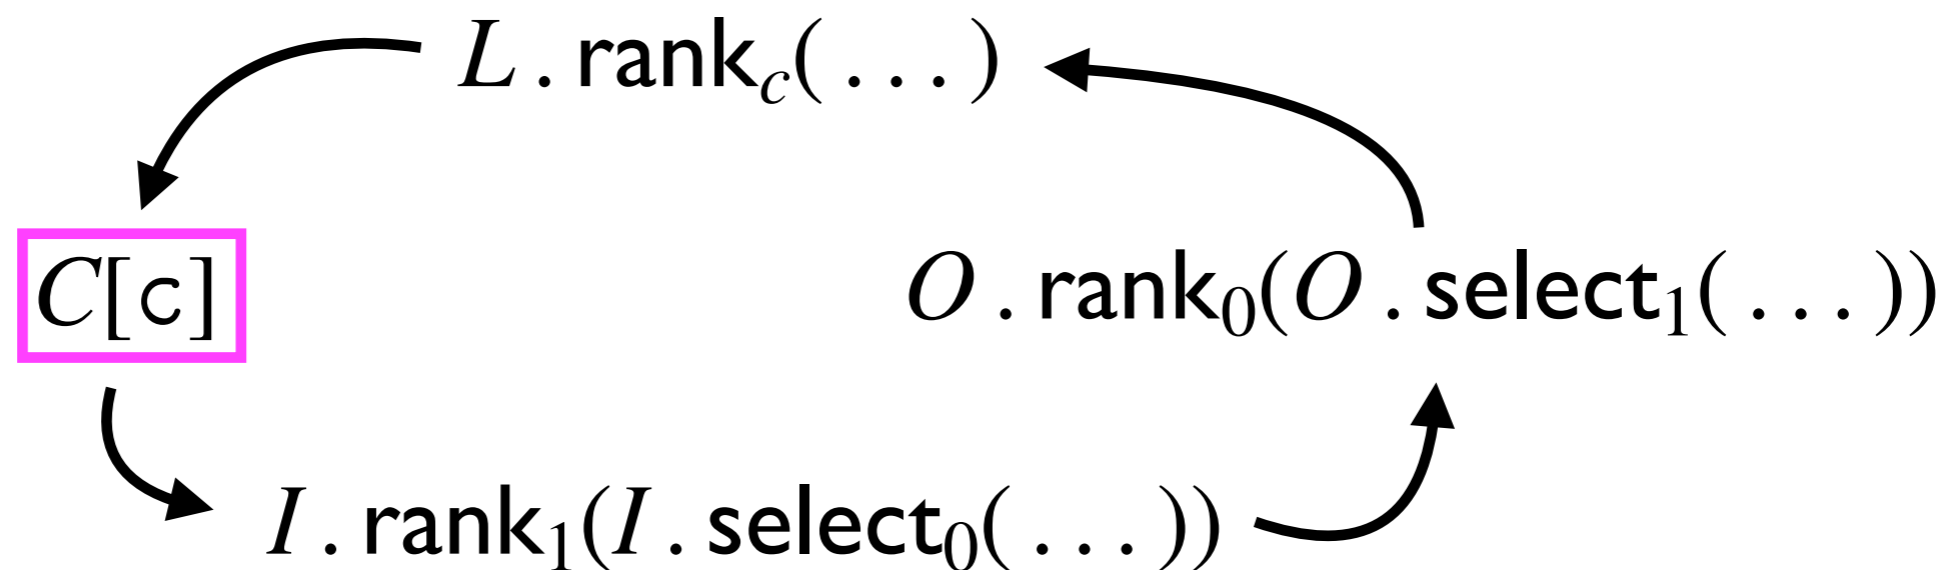 L . rank_c( . . . )
C[c]
O . rank_0(O . select_1( . . . ))
I . rank_1(I . select_0( . . . ))